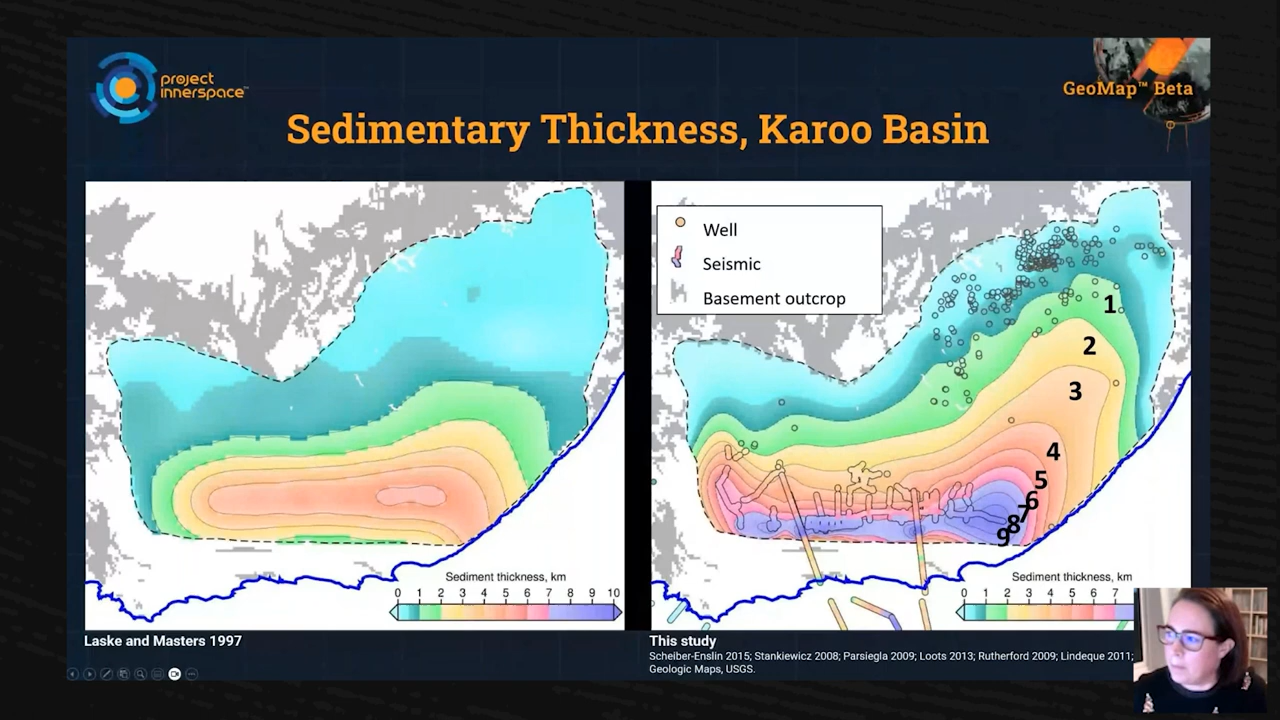 project
innerspace™
GeoMap™ Beta
Sedimentary Thickness, Karoo Basin
Sediment thickness, km
0 1 2 3 4 5 6 7 8 9 10
Laske and Masters 1997
Well
Seismic
Basement outcrop
1
2
3
4
5
6
7
8
9
Sediment thickness, km
0 1 2 3 4 5 6 7
This study
Scheiber-Enslin 2015; Stankiewicz 2008; Parsiegla 2009; Loots 2013; Rutherford 2009; Lindeque 2011;
Geologic Maps, USGS.